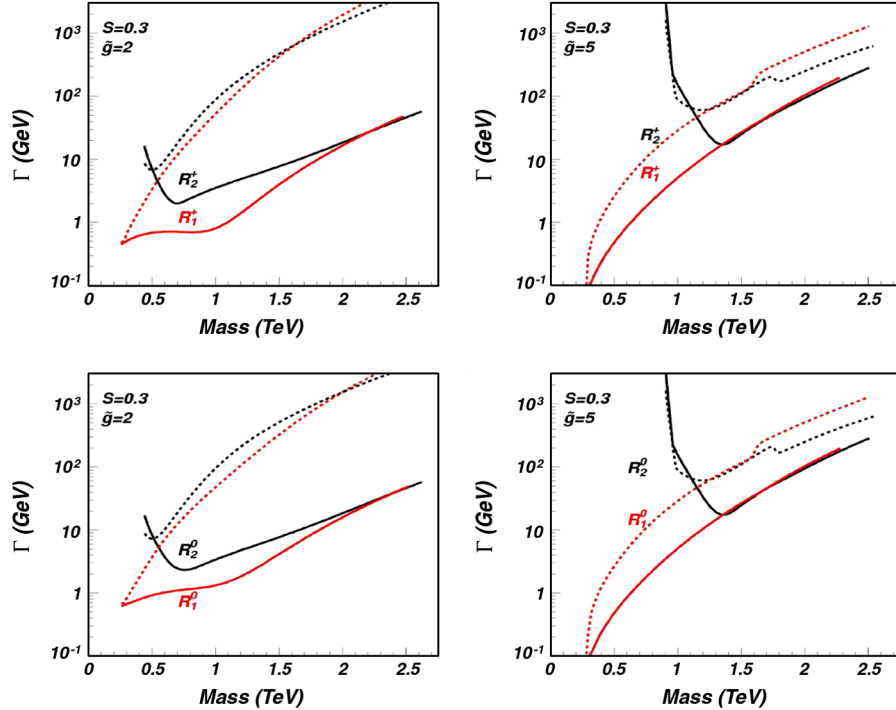 10³
10²
10
1
10⁻¹
Γ (GeV)
S=0.3
g̃=2
R₂⁺
R₁⁺
0 0.5 1 1.5 2 2.5
Mass (TeV)
10³
10²
10
1
10⁻¹
Γ (GeV)
S=0.3
g̃=5
R₂⁺
R₁⁺
0 0.5 1 1.5 2 2.5
Mass (TeV)
10³
10²
10
1
10⁻¹
Γ (GeV)
S=0.3
g̃=2
R₂⁰
R₁⁰
0 0.5 1 1.5 2 2.5
Mass (TeV)
10³
10²
10
1
10⁻¹
Γ (GeV)
S=0.3
g̃=5
R₂⁰
R₁⁰
0 0.5 1 1.5 2 2.5
Mass (TeV)